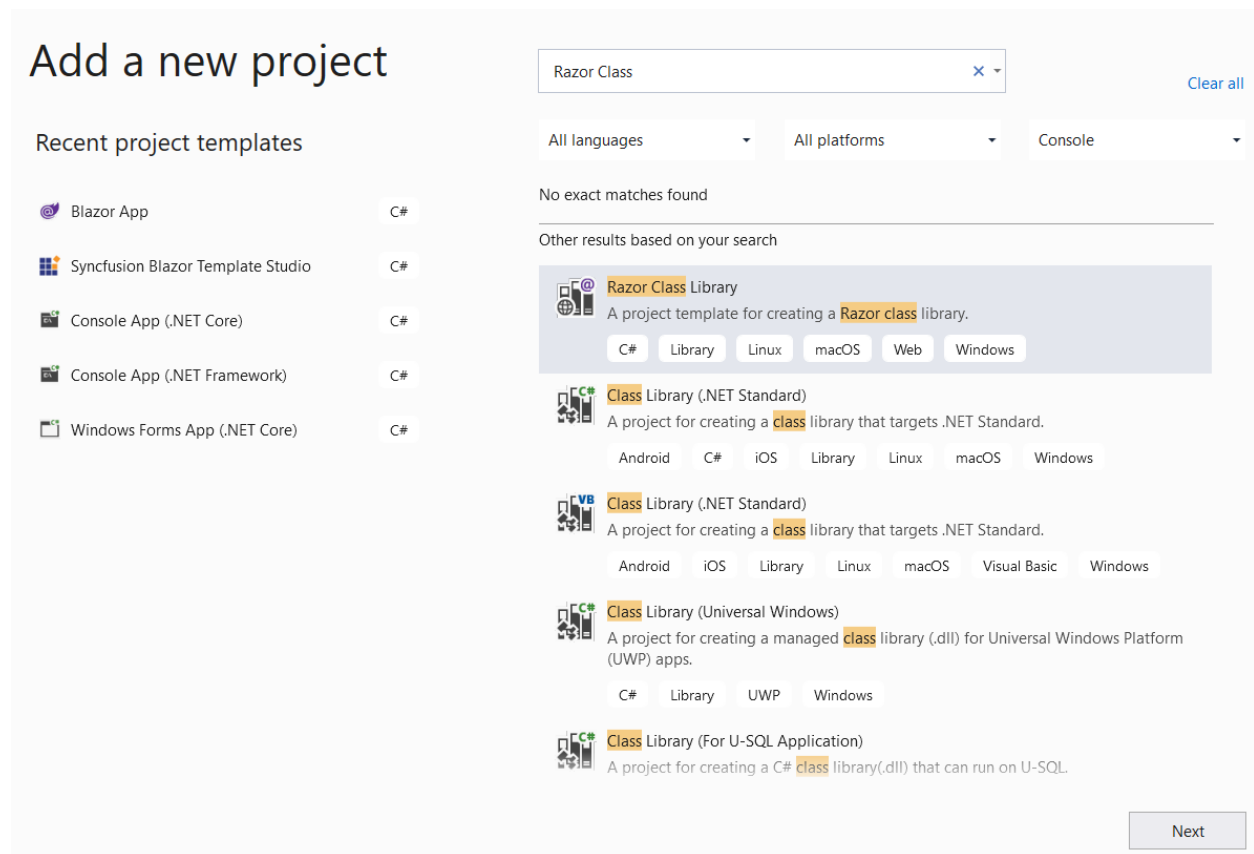 Add a new project
Razor Class
Clear all
Recent project templates
All languages
All platforms
Console
Blazor App
C#
Syncfusion Blazor Template Studio
C#
Console App (.NET Core)
C#
Console App (.NET Framework)
C#
Windows Forms App (.NET Core)
C#
No exact matches found
Other results based on your search
Razor Class Library
A project template for creating a Razor class library.
C# Library Linux macOS Web Windows
Class Library (.NET Standard)
A project for creating a class library that targets .NET Standard.
Android C# iOS Library Linux macOS Windows
Class Library (.NET Standard)
A project for creating a class library that targets .NET Standard.
Android iOS Library Linux macOS Visual Basic Windows
Class Library (Universal Windows)
A project for creating a managed class library (.dll) for Universal Windows Platform
(UWP) apps.
C# Library UWP Windows
Class Library (For U-SQL Application)
A project for creating a C# class library(.dll) that can run on U-SQL.
Next